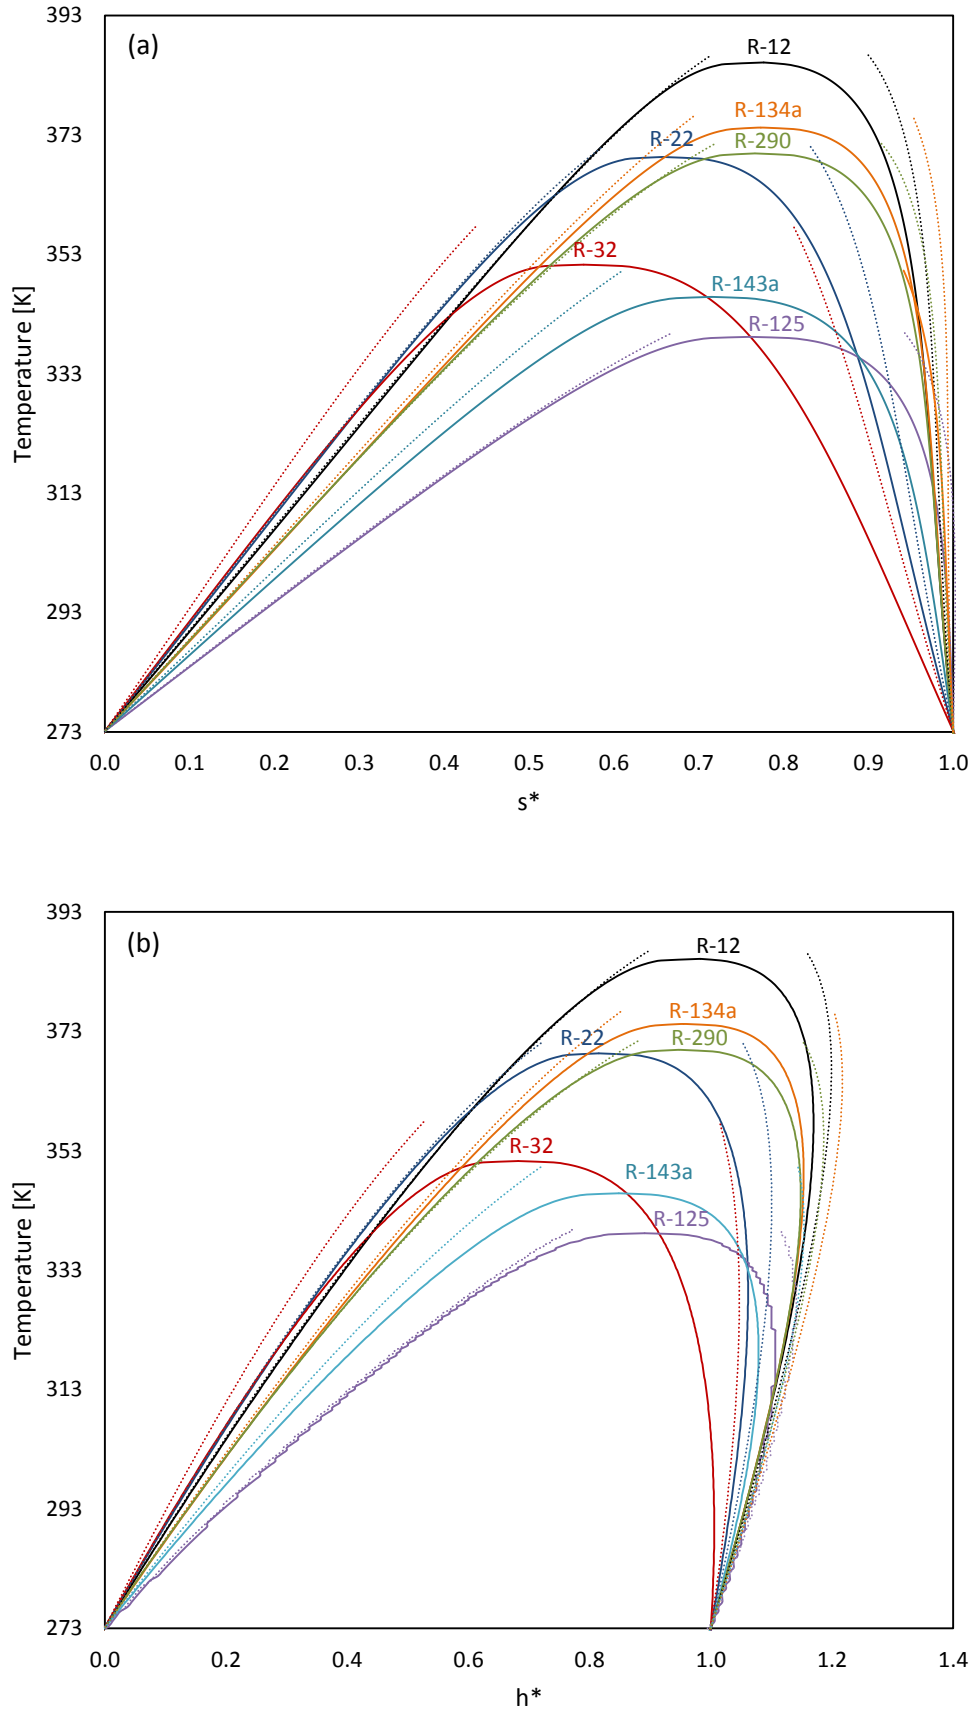 393
(a)
R-12
373
R-134a
R-22
R-290
353
R-32
R-143a
R-125
333
313
293
273
Temperature [K]
0.0 0.1 0.2 0.3 0.4 0.5 0.6 0.7 0.8 0.9 1.0
s*
393
(b)
R-12
373
R-134a
R-22
R-290
353
R-32
R-143a
R-125
333
313
293
273
Temperature [K]
0.0 0.2 0.4 0.6 0.8 1.0 1.2 1.4
h*